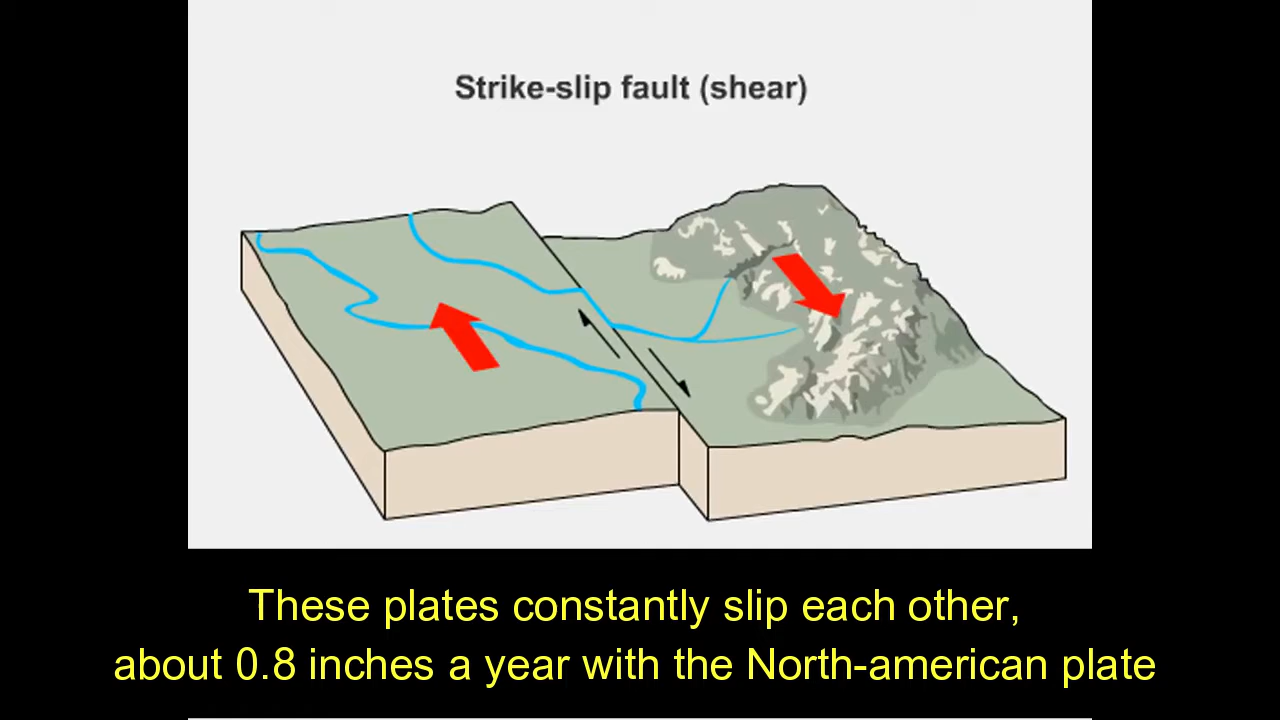 Strike-slip fault (shear)
These plates constantly slip each other,
about 0.8 inches a year with the North-american plate